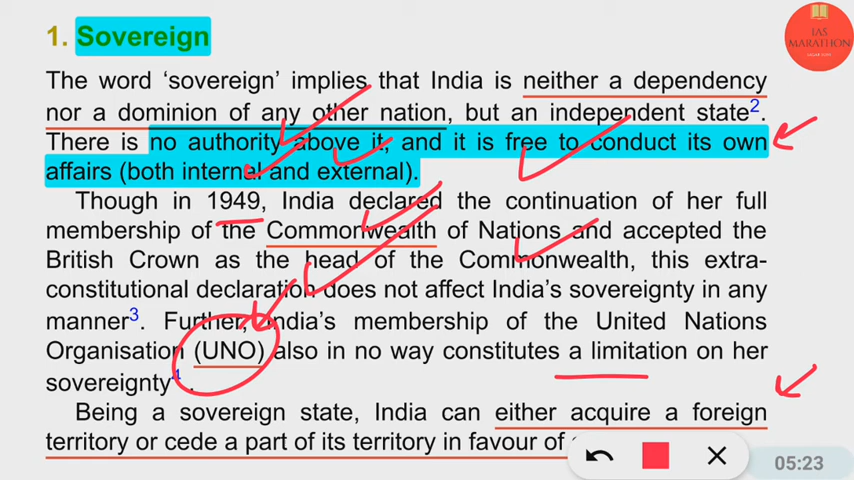 IAS
MARATHON
1. Sovereign
The word ‘sovereign’ implies that India is neither a dependency
nor a dominion of any other nation, but an independent state2.
There is no authority above it, and it is free to conduct its own
affairs (both internal and external).
Though in 1949, India declared the continuation of her full
membership of the Commonwealth of Nations and accepted the
British Crown as the head of the Commonwealth, this extra-
constitutional declaration does not affect India’s sovereignty in any
manner3. Further, India’s membership of the United Nations
Organisation (UNO) also in no way constitutes a limitation on her
sovereignty4.
Being a sovereign state, India can either acquire a foreign
territory or cede a part of its territory in favour of
05:23